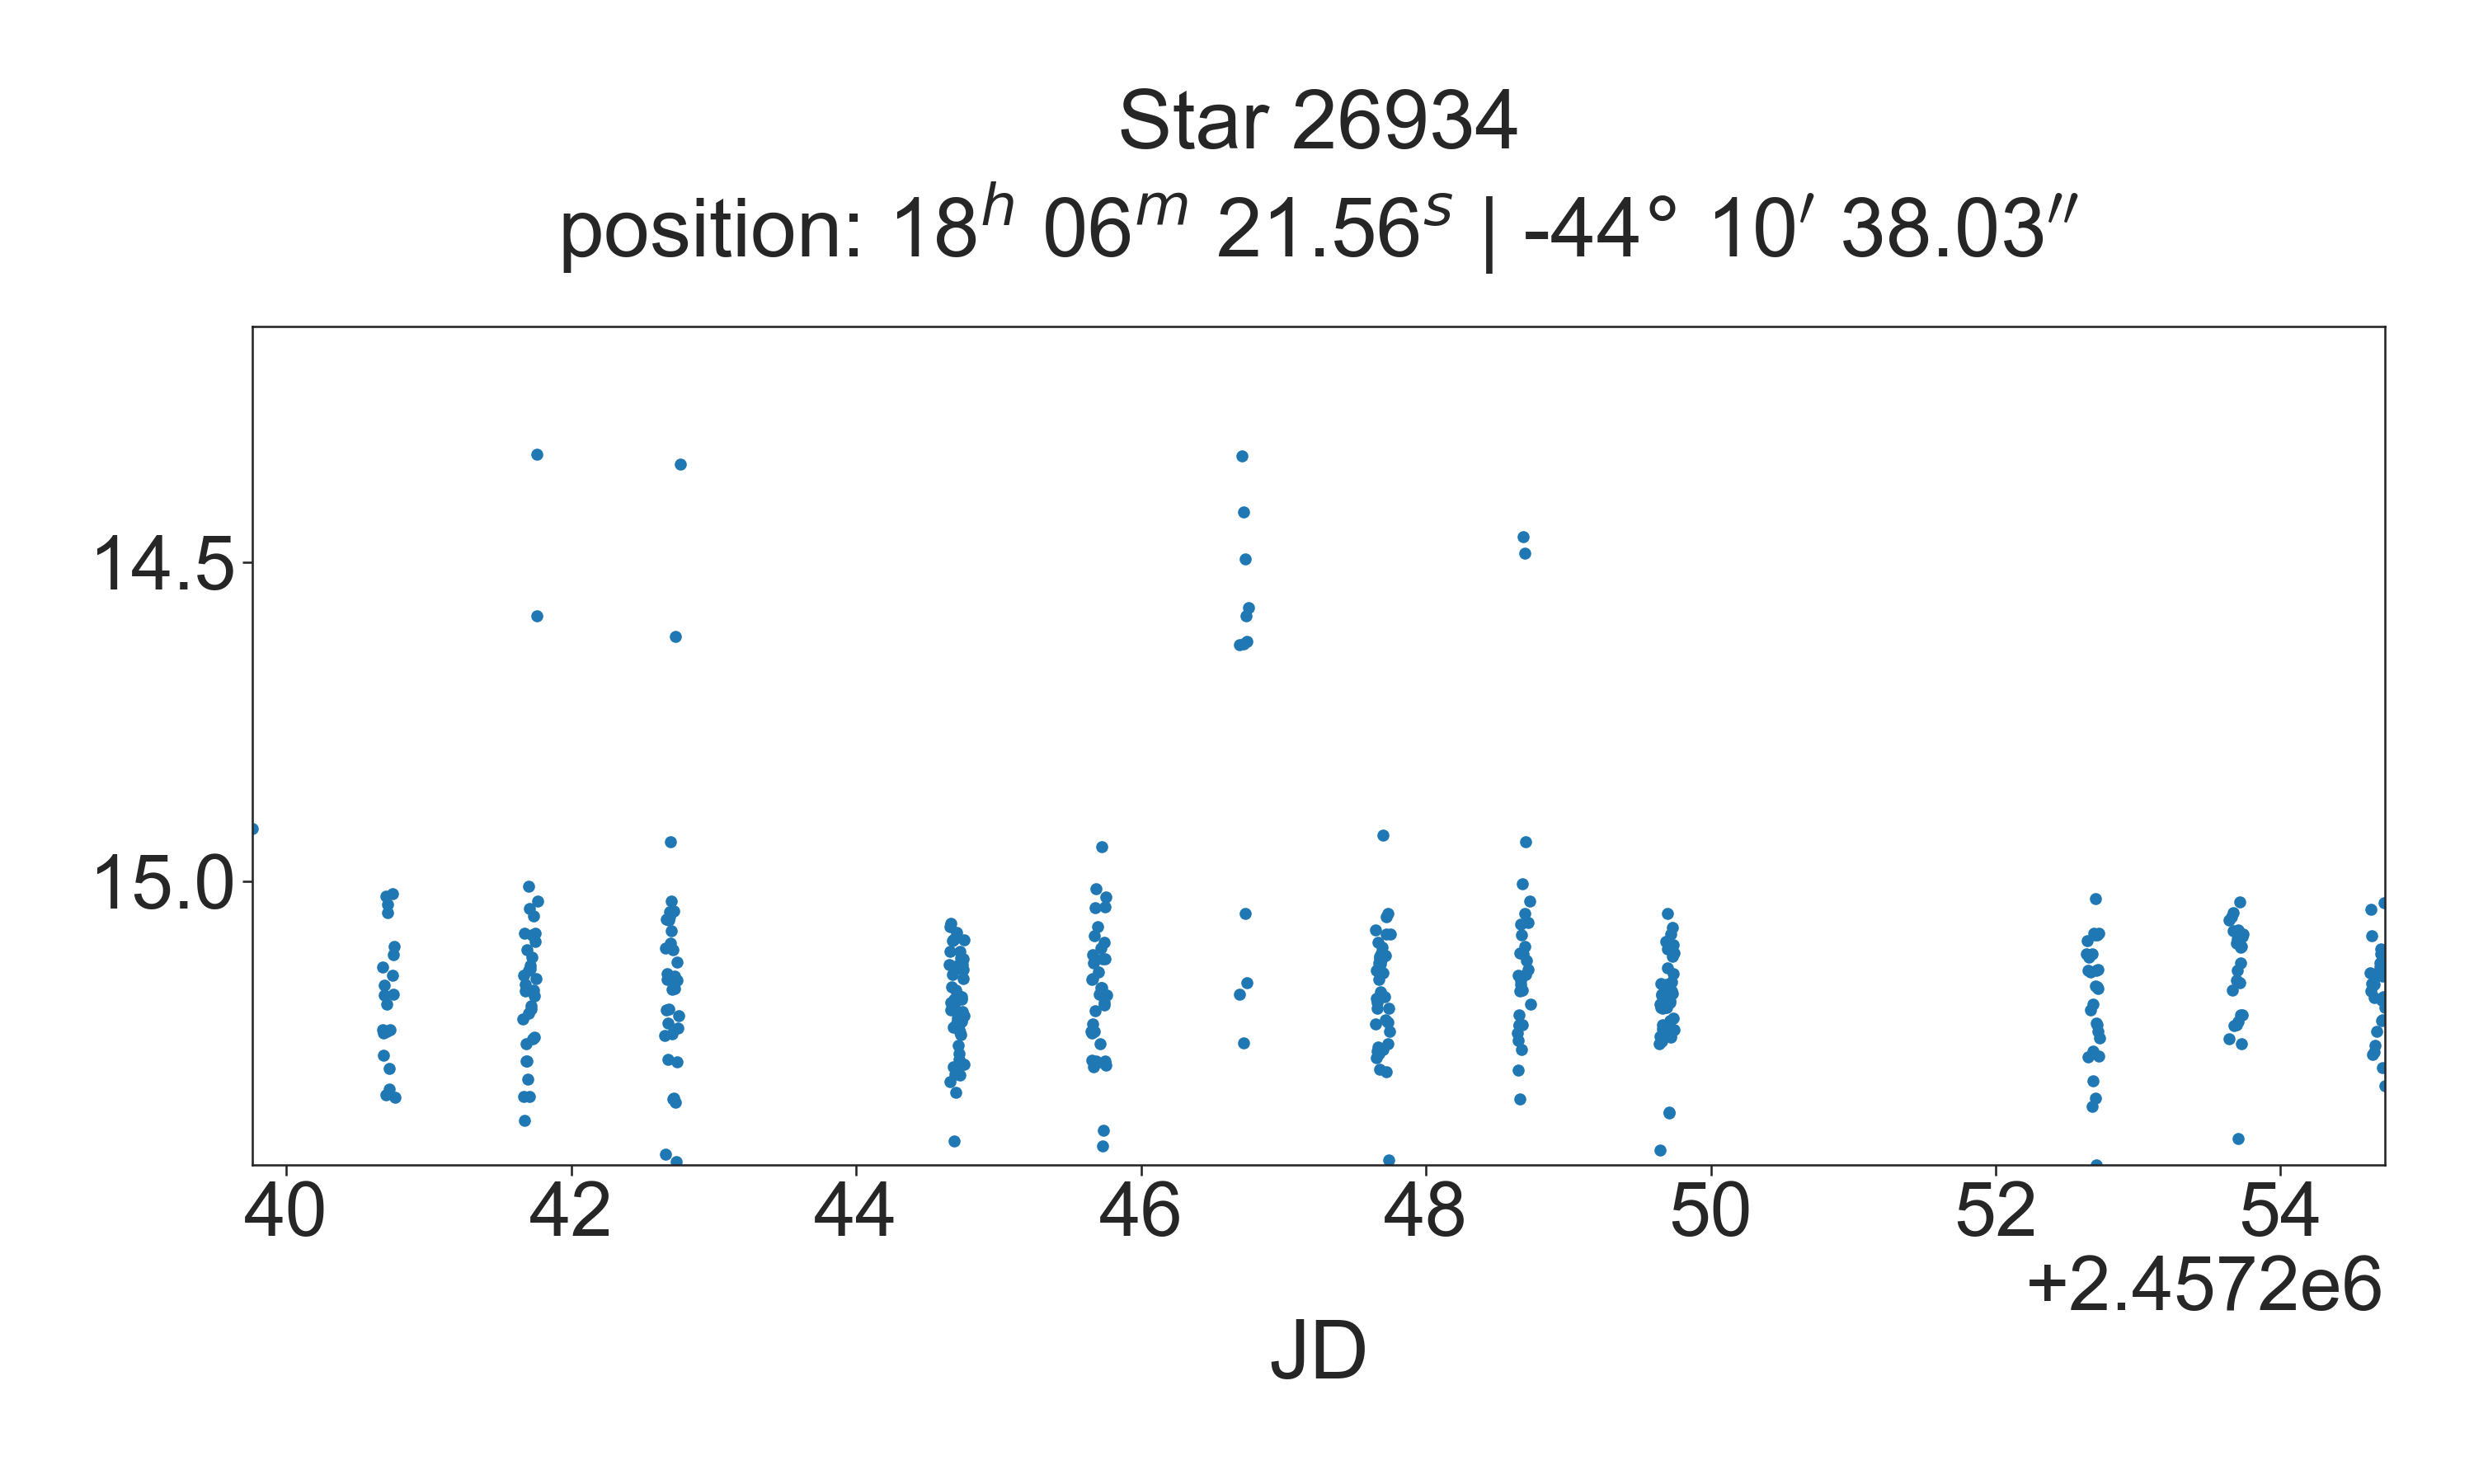 Star 26934
position: 18h 06m 21.56s | -44° 10′ 38.03′′
14.5
15.0
40 42 44 46 48 50 52 54
+2.4572e6
JD